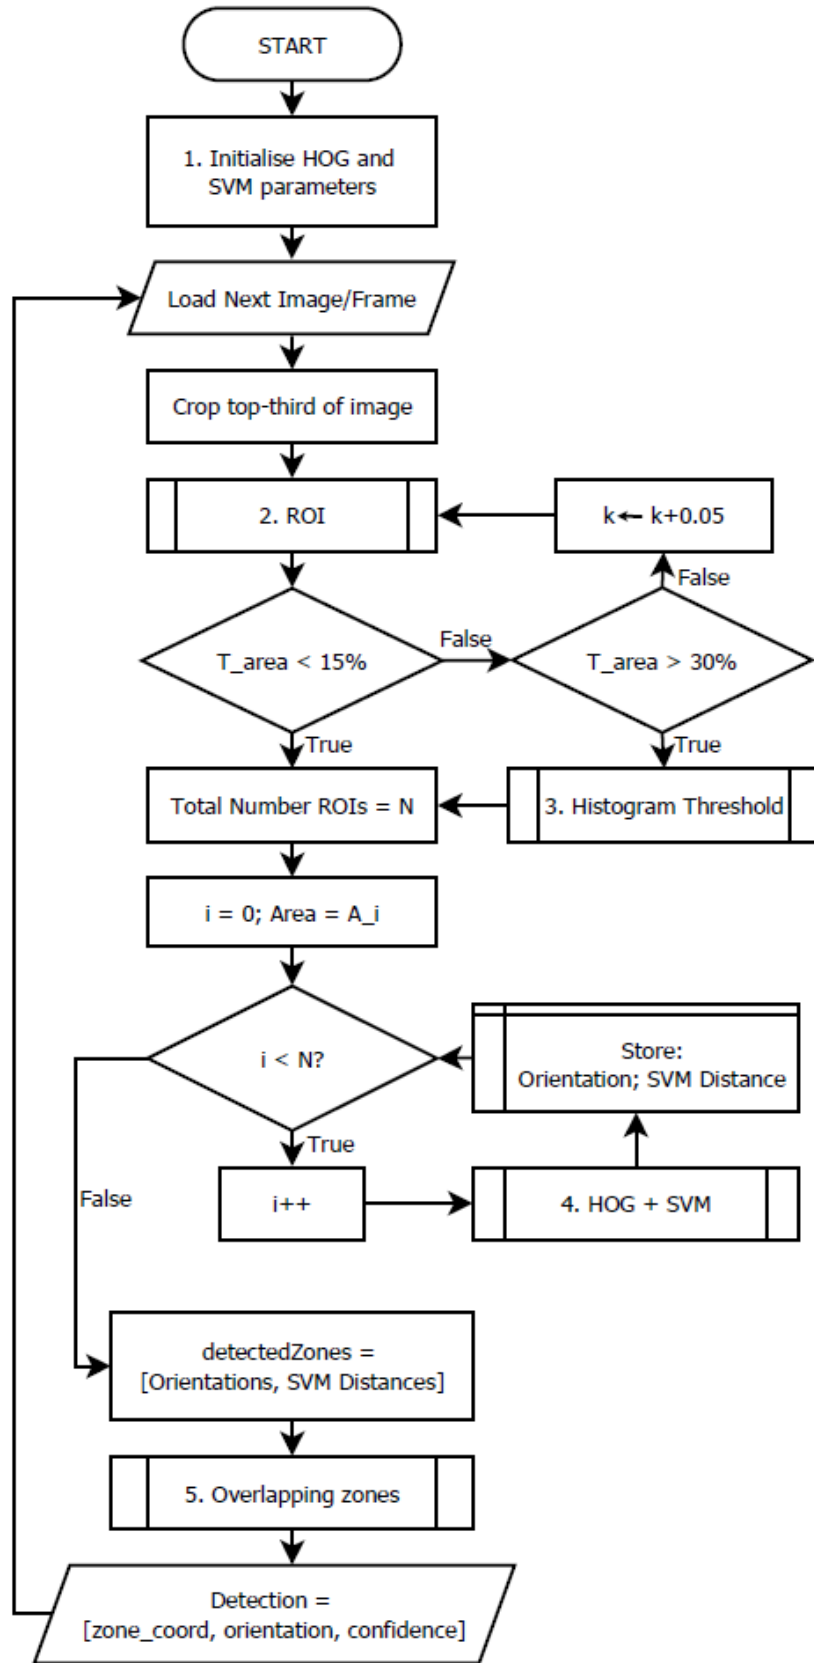 START
1. Initialise HOG and
SVM parameters
Load Next Image/Frame
Crop top-third of image
2. ROI
k← k+0.05
False
T_area < 15%
False
T_area > 30%
True
True
Total Number ROIs = N
3. Histogram Threshold
i = 0; Area = A_i
i < N?
Store:
Orientation; SVM Distance
True
False
i++
4. HOG + SVM
detectedZones =
[Orientations, SVM Distances]
5. Overlapping zones
Detection =
[zone_coord, orientation, confidence]